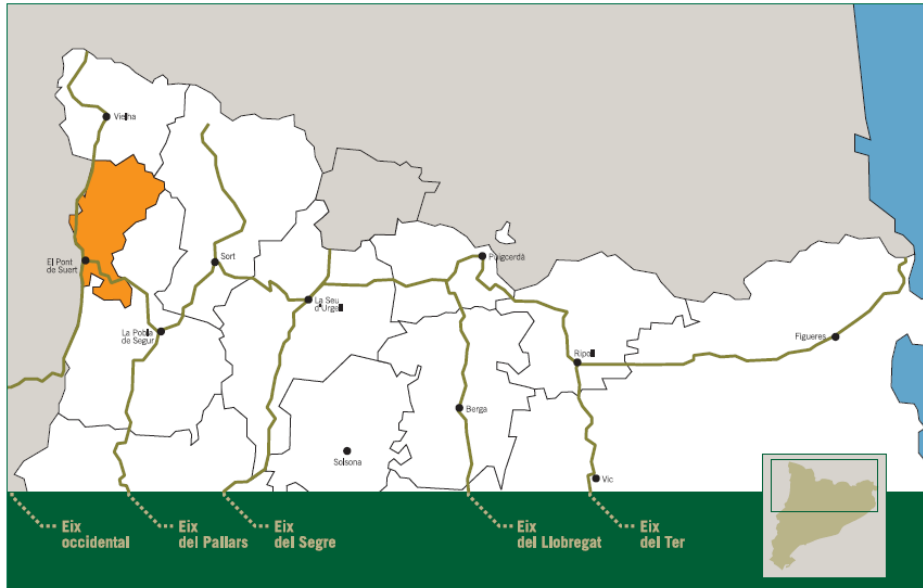 Vielha
El Pont
de Suert
Sort
Puigcerdà
La Seu
d'Urgell
La Pobla
de Segur
Figueres
Ripoll
Berga
Solsona
Vic
Eix
occidental
Eix
del Pallars
Eix
del Segre
Eix
del Llobregat
Eix
del Ter